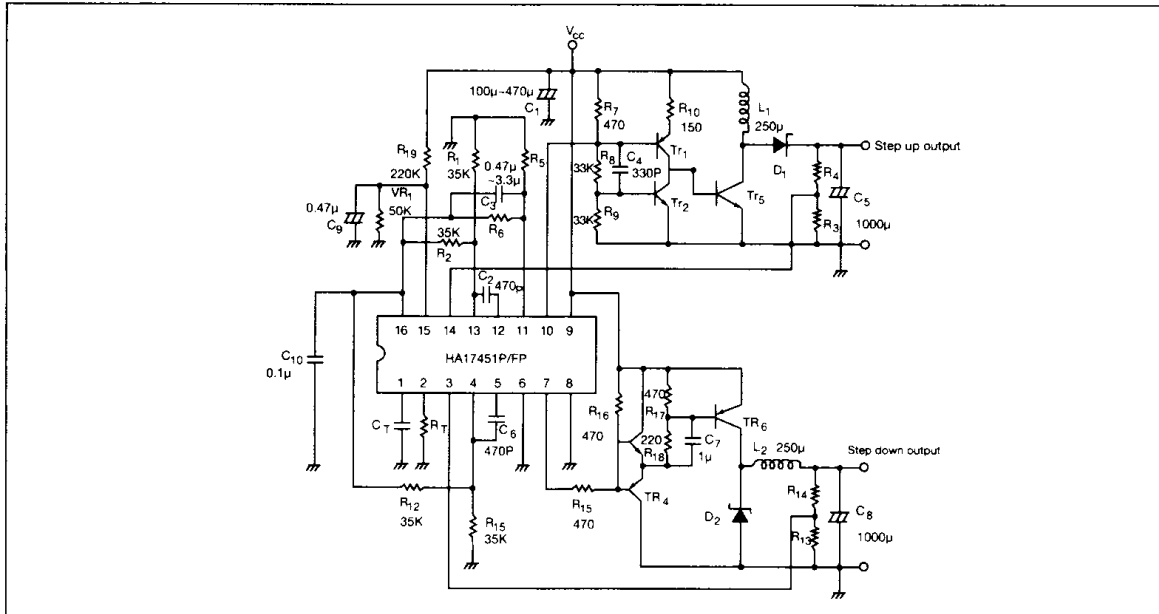 Vcc
100µ~470µ
C1
R19
220K
VR1
50K
0.47µ
C9
R1
35K
0.47µ
~3.3µ
C3
R5
R6
35K
R2
C2
470p
R7
470
R10
150
R8
33K
C4
330P
R9
33K
Tr1
Tr2
Tr5
L1
250µ
D1
R4
R3
C5
1000µ
Step up output
16 15 14 13 12 11 10 9
HA17451P/FP
1 2 3 4 5 6 7 8
C10
0.1µ
CT
RT
C6
470P
R12
35K
R15
35K
R15
470
R16
470
470
R17
220
R18
C7
1µ
TR4
TR6
L2 250µ
D2
R14
R13
C8
1000µ
Step down output